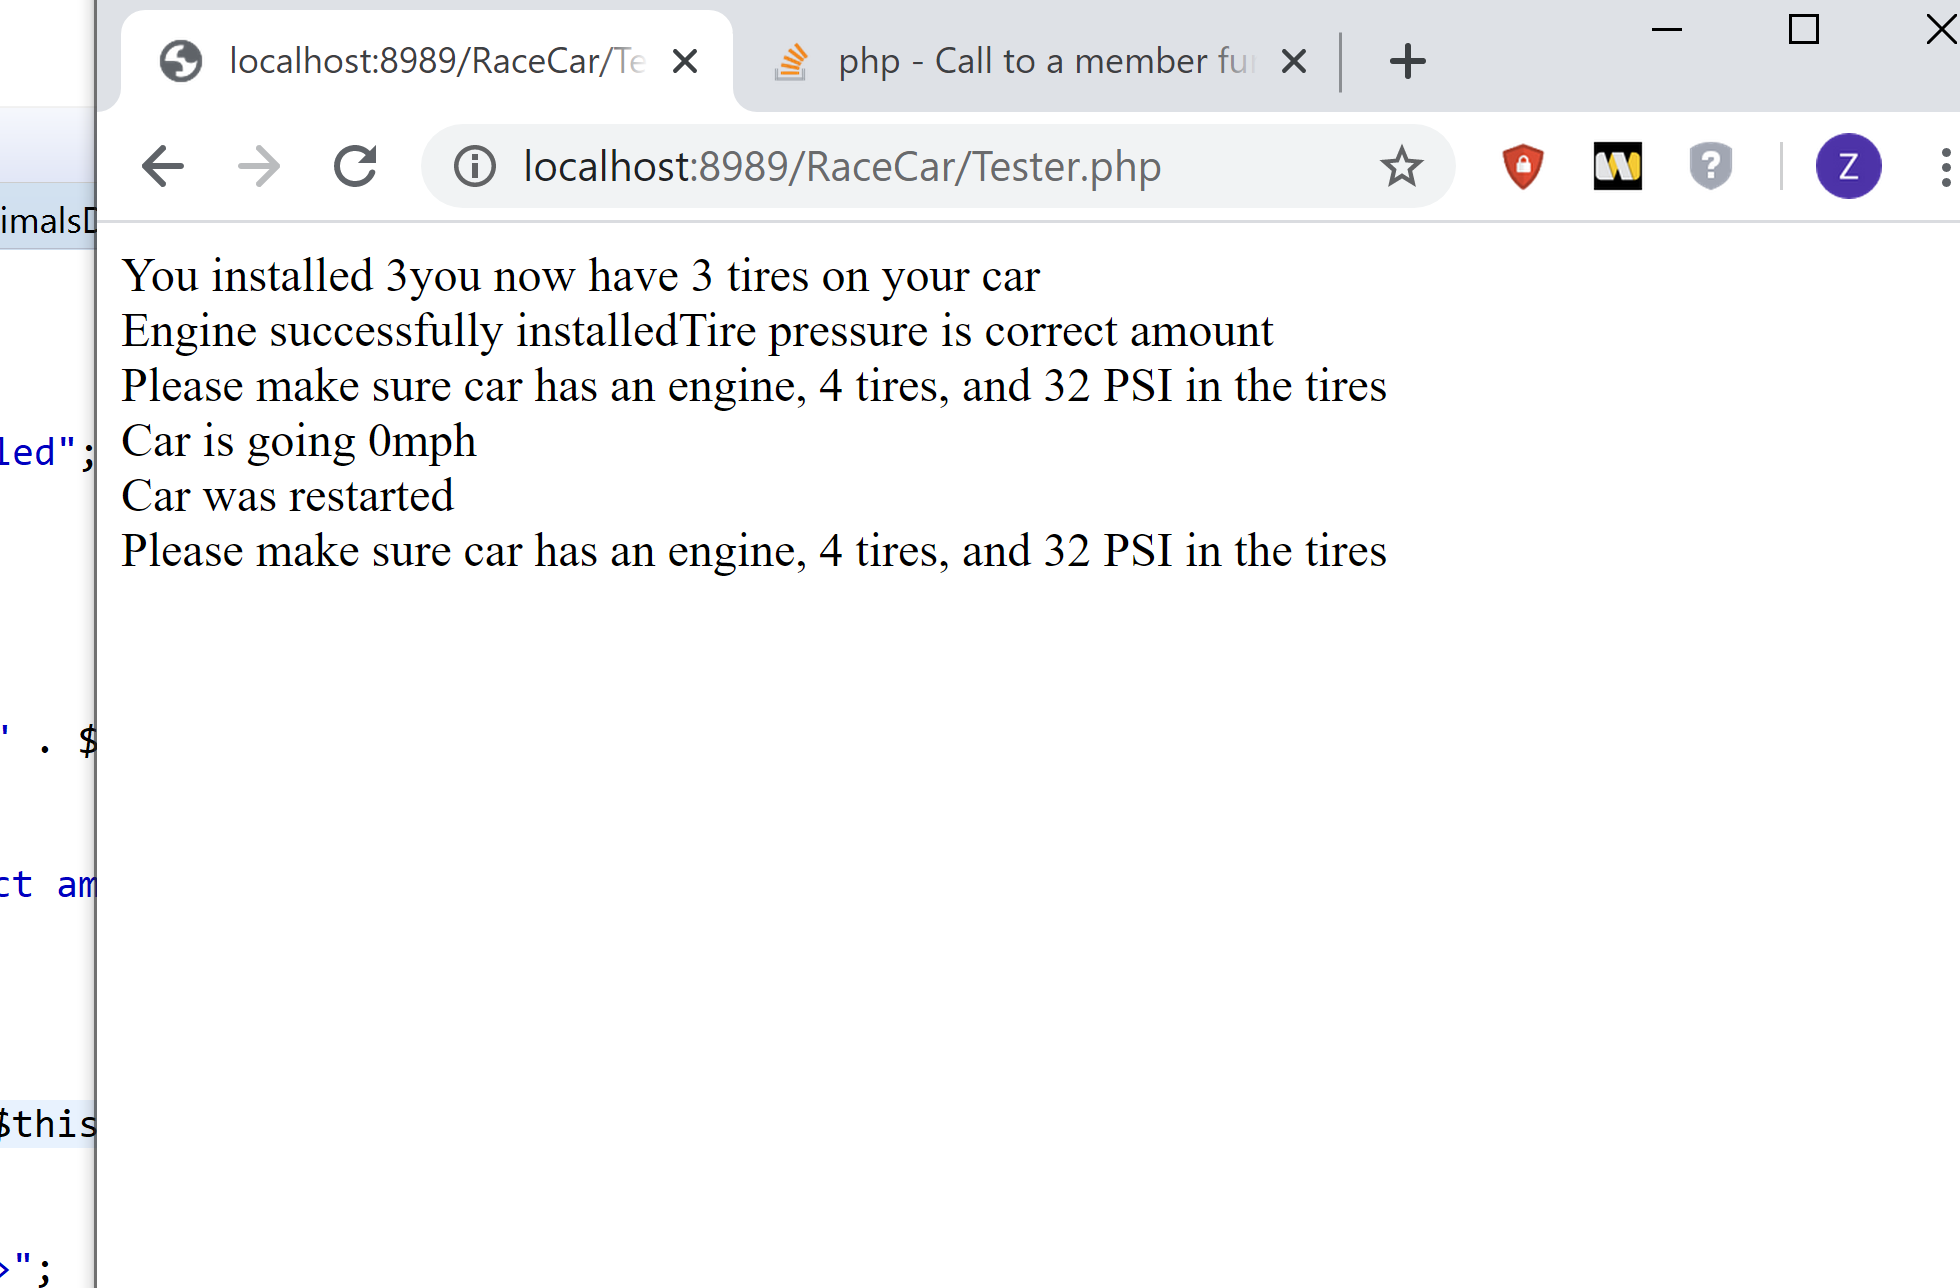 localhost:8989/RaceCar/Te
php - Call to a member fu
localhost:8989/RaceCar/Tester.php
Z
imalsD
You installed 3you now have 3 tires on your car
Engine successfully installedTire pressure is correct amount
Please make sure car has an engine, 4 tires, and 32 PSI in the tires
Car is going 0mph
led";
Car was restarted
Please make sure car has an engine, 4 tires, and 32 PSI in the tires
" . $
ct am
$this
>";